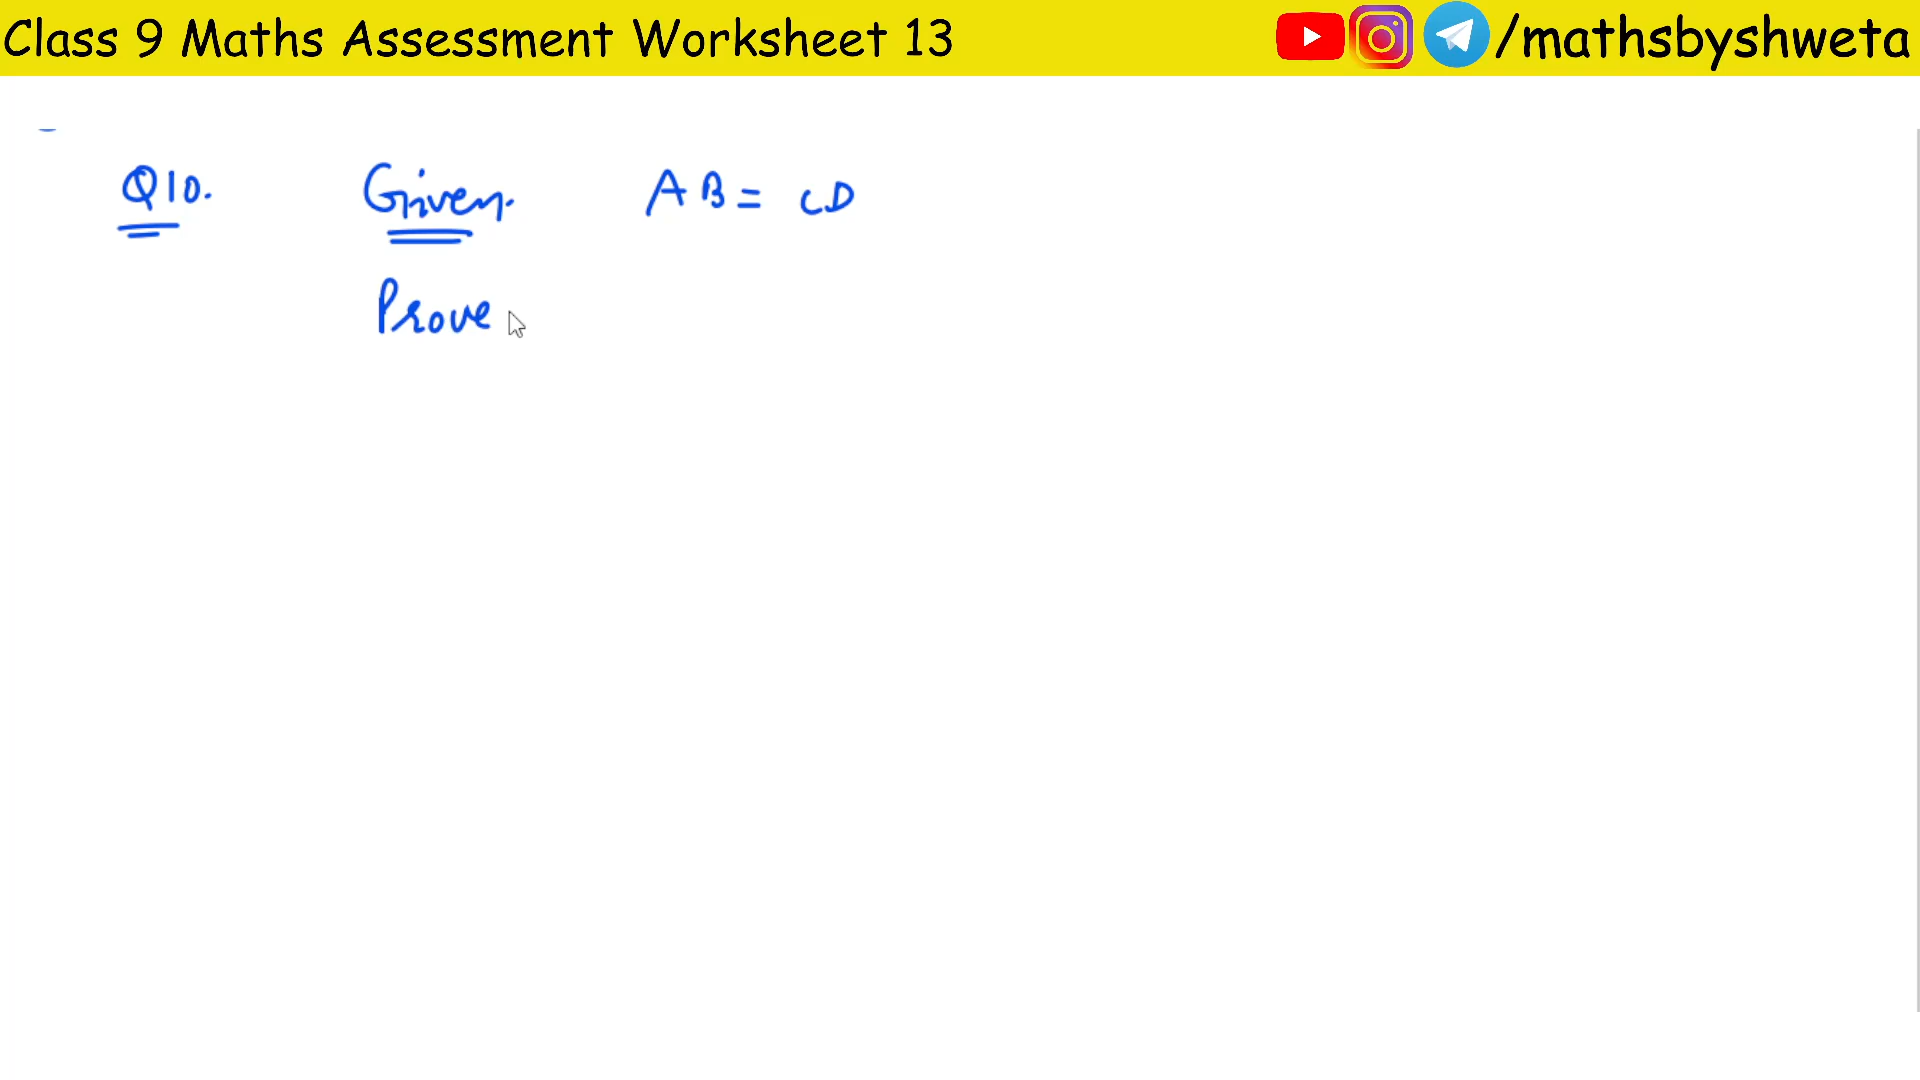 Class 9 Maths Assessment Worksheet 13 /mathsbyshweta
Q10. Given. AB = CD
Prove